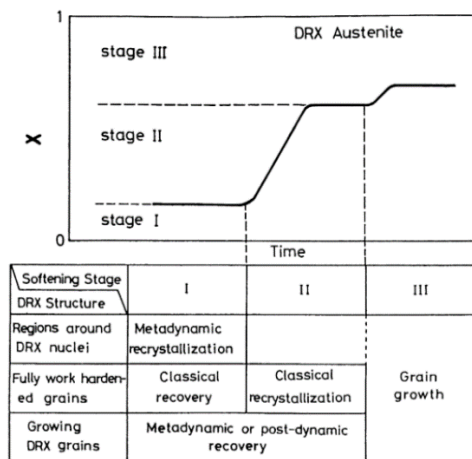 1
DRX Austenite
stage III
X
stage II
stage I
0
Time
Softening Stage
DRX Structure
I
II
III
Regions around
DRX nuclei
Metadynamic
recrystallization
Fully work harden-
ed grains
Classical
recovery
Classical
recrystallization
Grain
growth
Growing
DRX grains
Metadynamic or post-dynamic
recovery